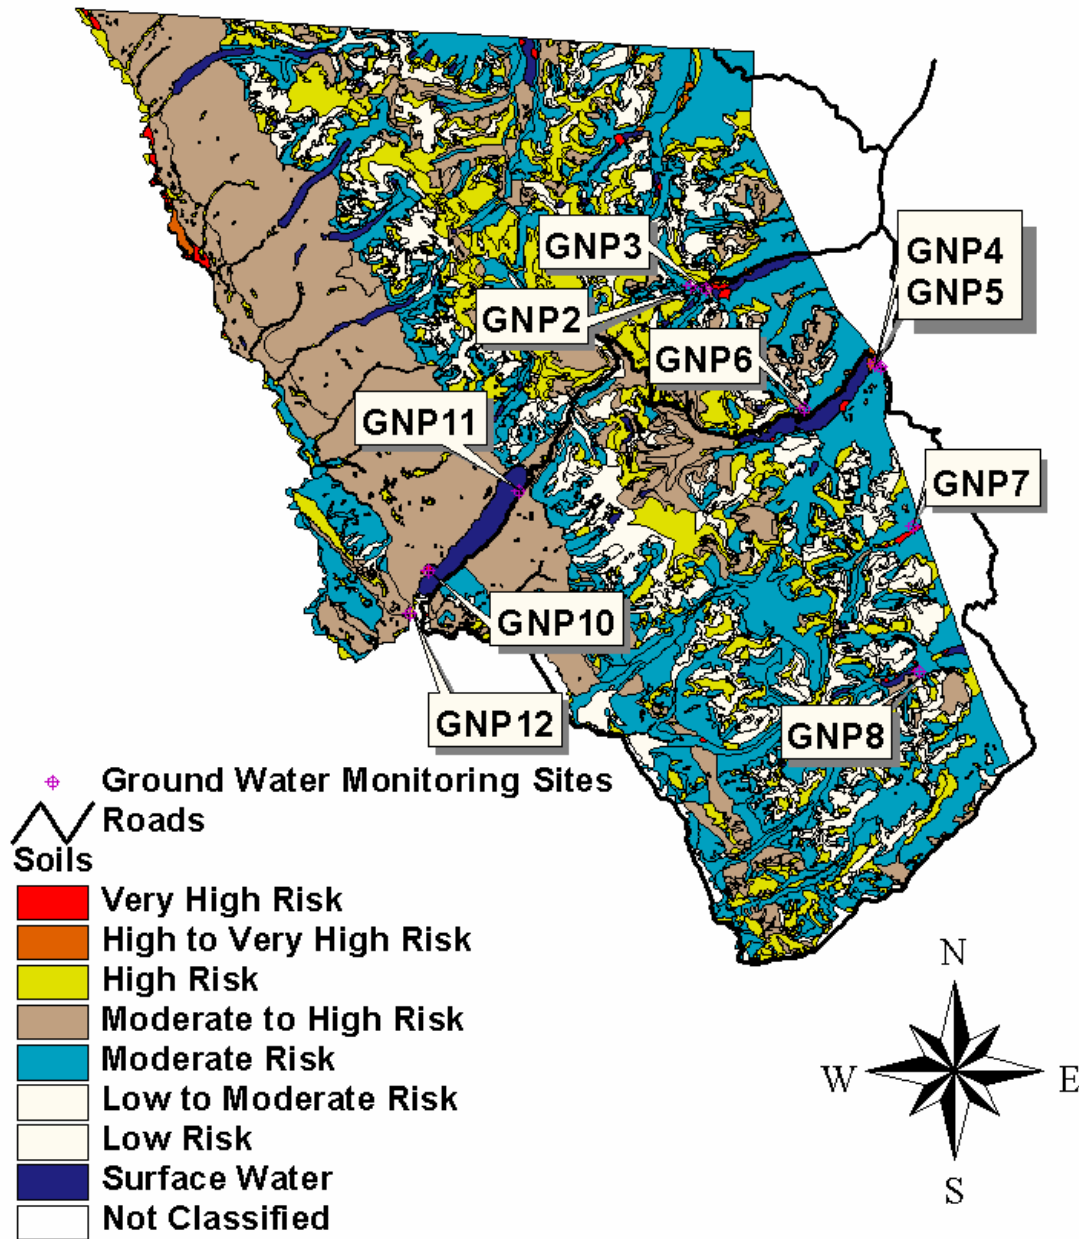 GNP3
GNP4
GNP5
GNP2
GNP6
GNP11
GNP7
GNP10
GNP12
GNP8
Ground Water Monitoring Sites
Roads
Soils
Very High Risk
High to Very High Risk
High Risk
Moderate to High Risk
Moderate Risk
Low to Moderate Risk
Low Risk
Surface Water
Not Classified
N
W
E
S